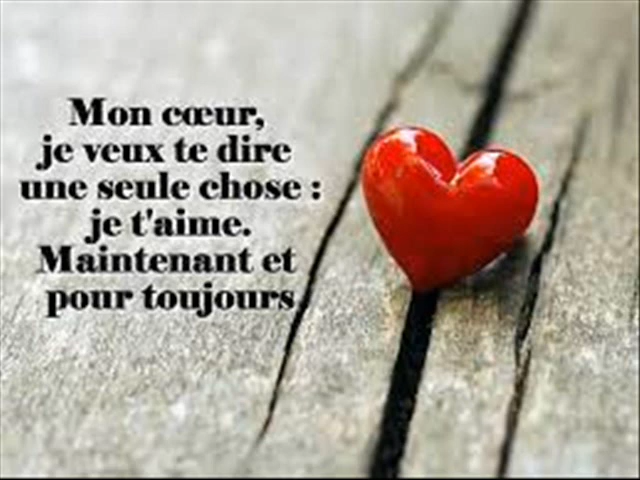 Mon cœur,
je veux te dire
une seule chose :
je t'aime.
Maintenant et
pour toujours